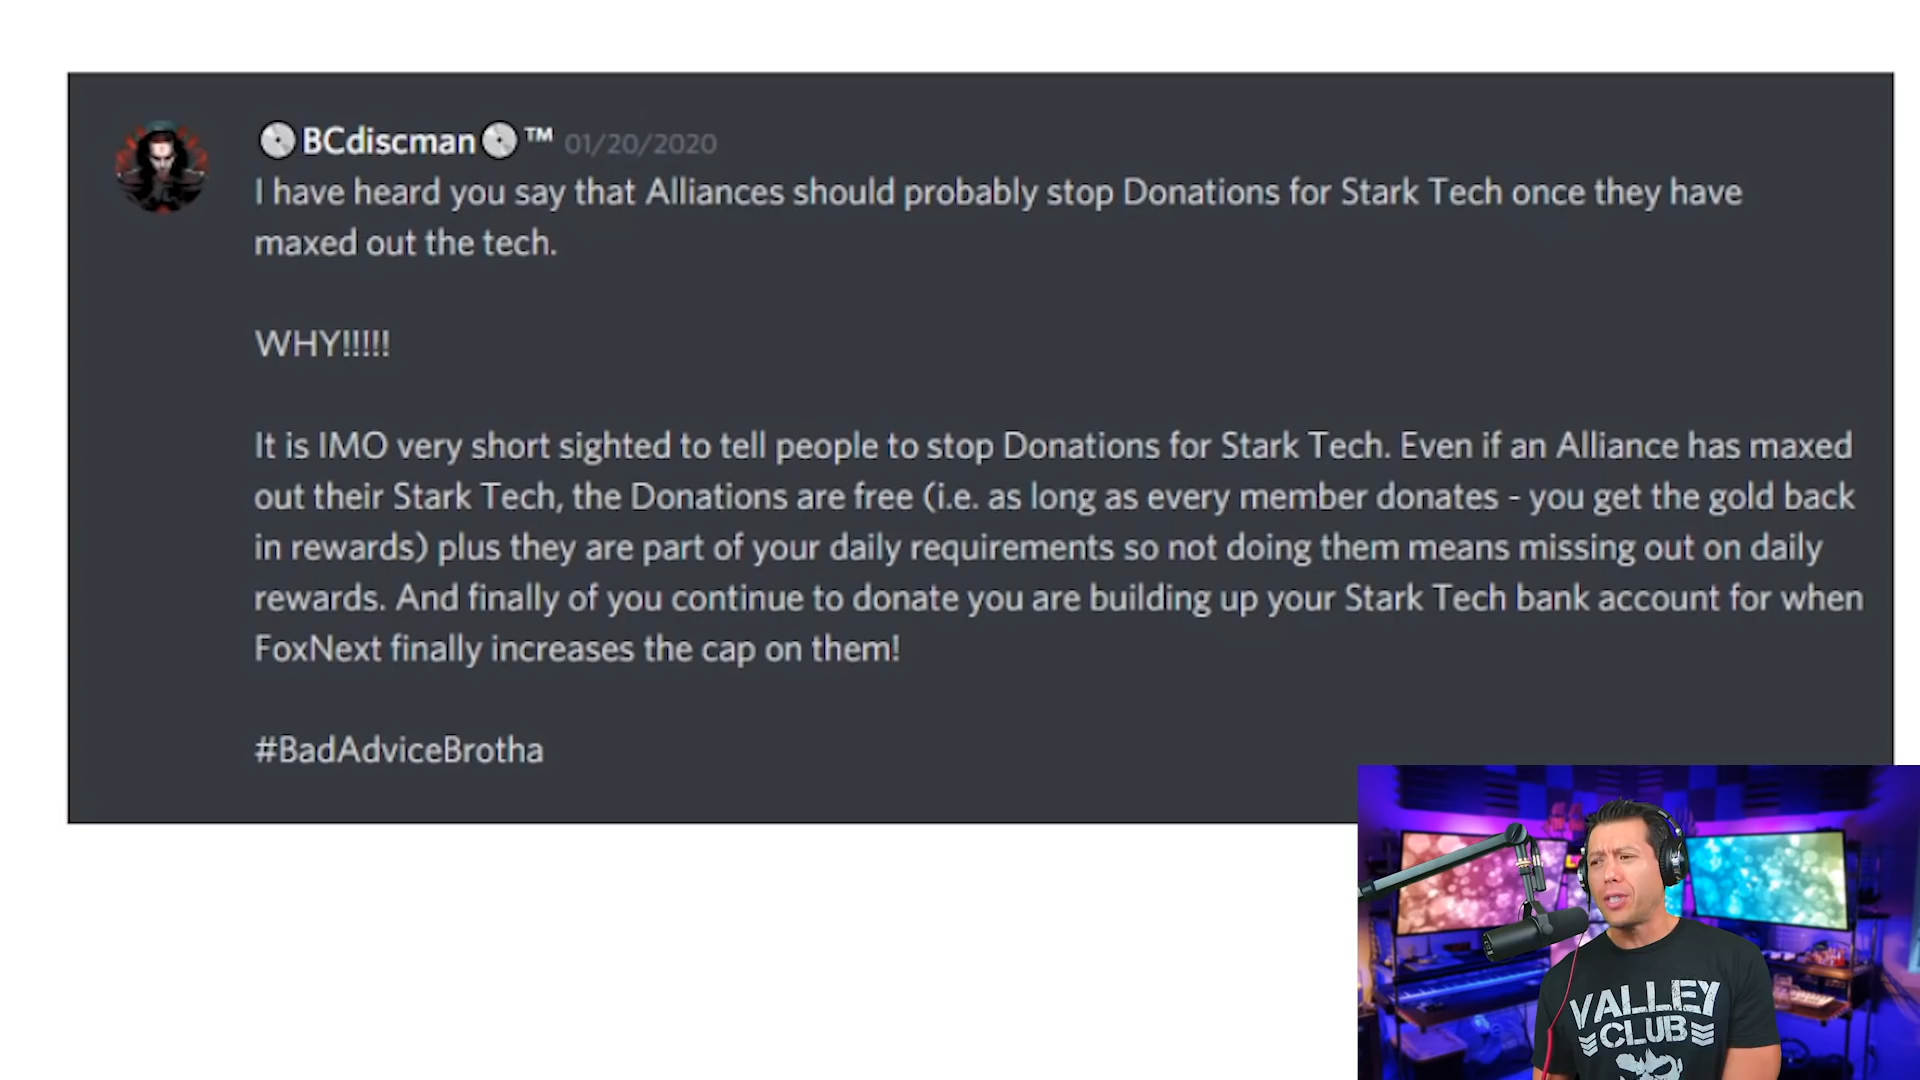 BCdiscman ™ 01/20/2020
I have heard you say that Alliances should probably stop Donations for Stark Tech once they have
maxed out the tech.
WHY!!!!!
It is IMO very short sighted to tell people to stop Donations for Stark Tech. Even if an Alliance has maxed
out their Stark Tech, the Donations are free (i.e. as long as every member donates - you get the gold back
in rewards) plus they are part of your daily requirements so not doing them means missing out on daily
rewards. And finally of you continue to donate you are building up your Stark Tech bank account for when
FoxNext finally increases the cap on them!
#BadAdviceBrotha
VALLEY
CLUB